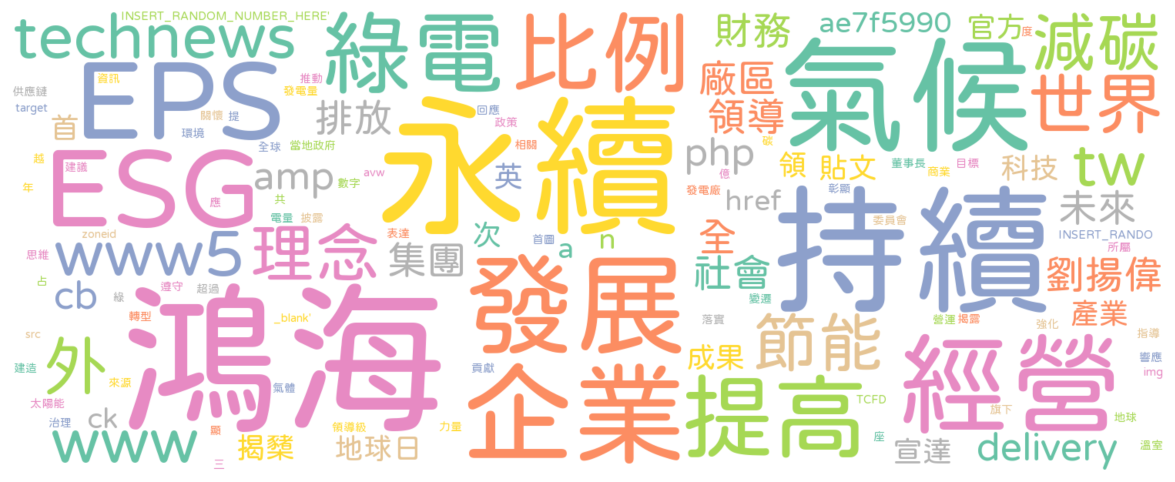 INSERT_RANDOM_NUMBER_HERE'
technews
綠電
比例
財務
ae7f5990
官方
度
減碳
EPS
資訊
推動
發電量
供應鏈
target
首
關懷
提
環境
全球
排放
當地政府
回應
政策
相關
永續
廠區
領導
氣候
世界
碳
php
億
領
貼文
董事長
商業
目標
科技
tw
越
建議
ESG
年
應
amp
數字
avw
英
共
電量
披露
href
彰顯
持續
委員會
未來
INSERT_RANDO
所屬
zoneid
思維
www5
理念
表達
集團
次
首圖
a
n
全
社會
變遷
劉揚偉
占
cb
綠
遵守
超過
發展
產業
轉型
_blank'
鴻海
落實
營運
揭露
強化
指導
節能
成果
響應
img
src
外
建造
來源
氣體
貢獻
企業
提高
TCFD
經營
旗下
地球
太陽能
治理
ck
顯
領導級
力量
www
三
揭櫫
地球日
座
宣達
delivery
溫室